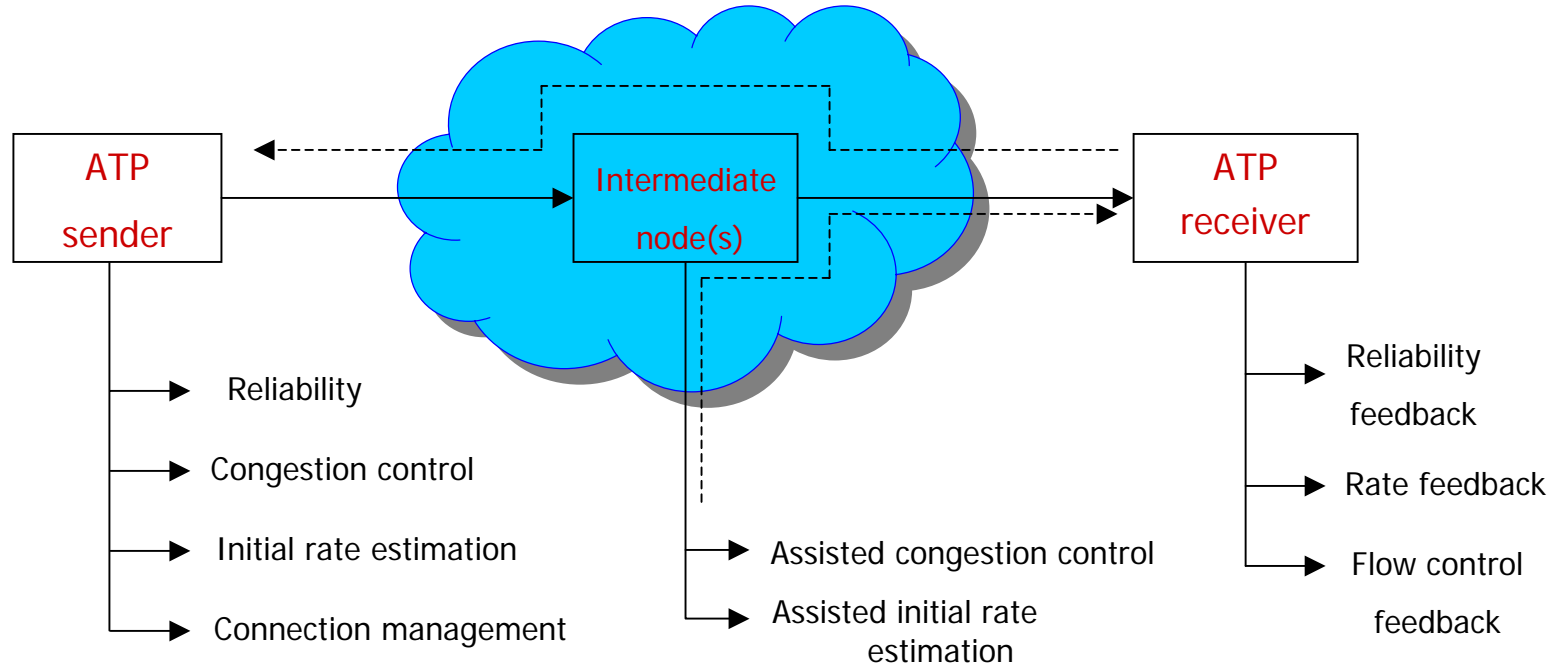 ATP
sender
Intermediate
node(s)
ATP
receiver
Reliability
Congestion control
Initial rate estimation
Connection management
Assisted congestion control
Assisted initial rate
estimation
Reliability
feedback
Rate feedback
Flow control
feedback